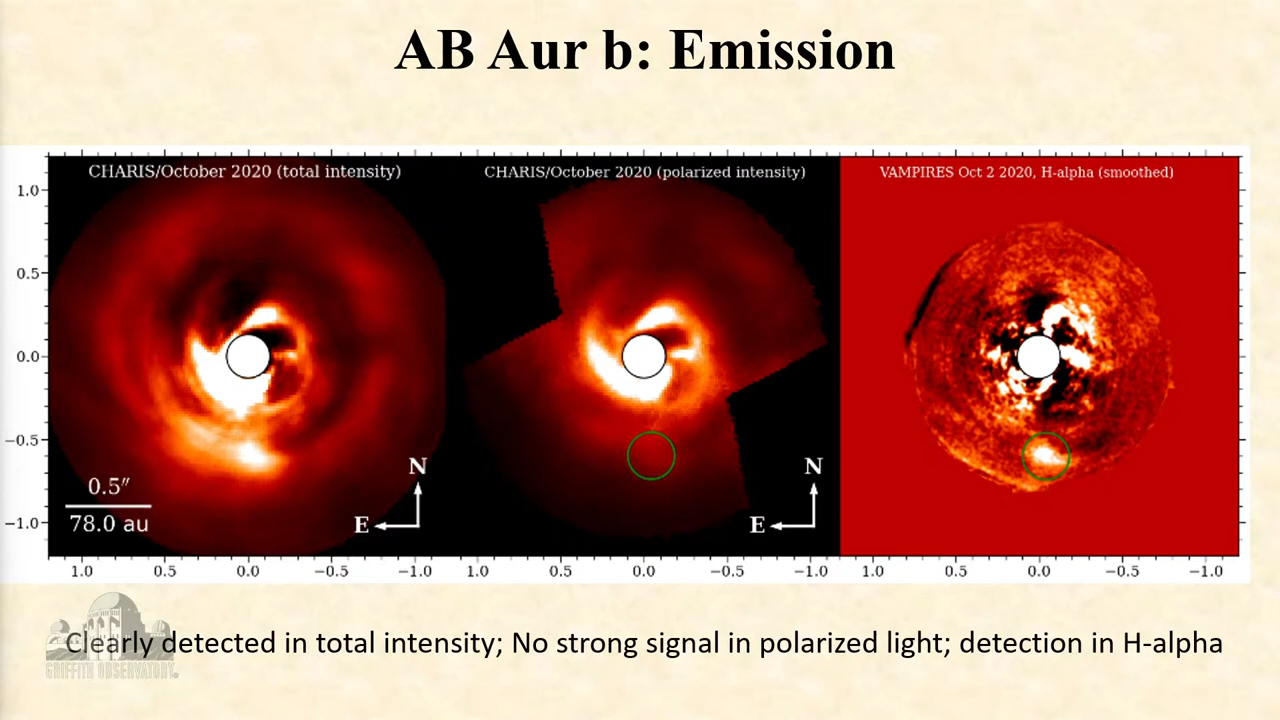 AB Aur b: Emission
CHARIS/October 2020 (total intensity)
CHARIS/October 2020 (polarized intensity)
VAMPIRES Oct 2 2020, H-alpha (smoothed)
1.0
0.5
0.0
−0.5
−1.0
0.5″
78.0 au
N
E
N
E
1.0 0.5 0.0 −0.5 −1.0
1.0 0.5 0.0 −0.5 −1.0
1.0 0.5 0.0 −0.5 −1.0
Clearly detected in total intensity; No strong signal in polarized light; detection in H-alpha
GRIFFITH OBSERVATORY